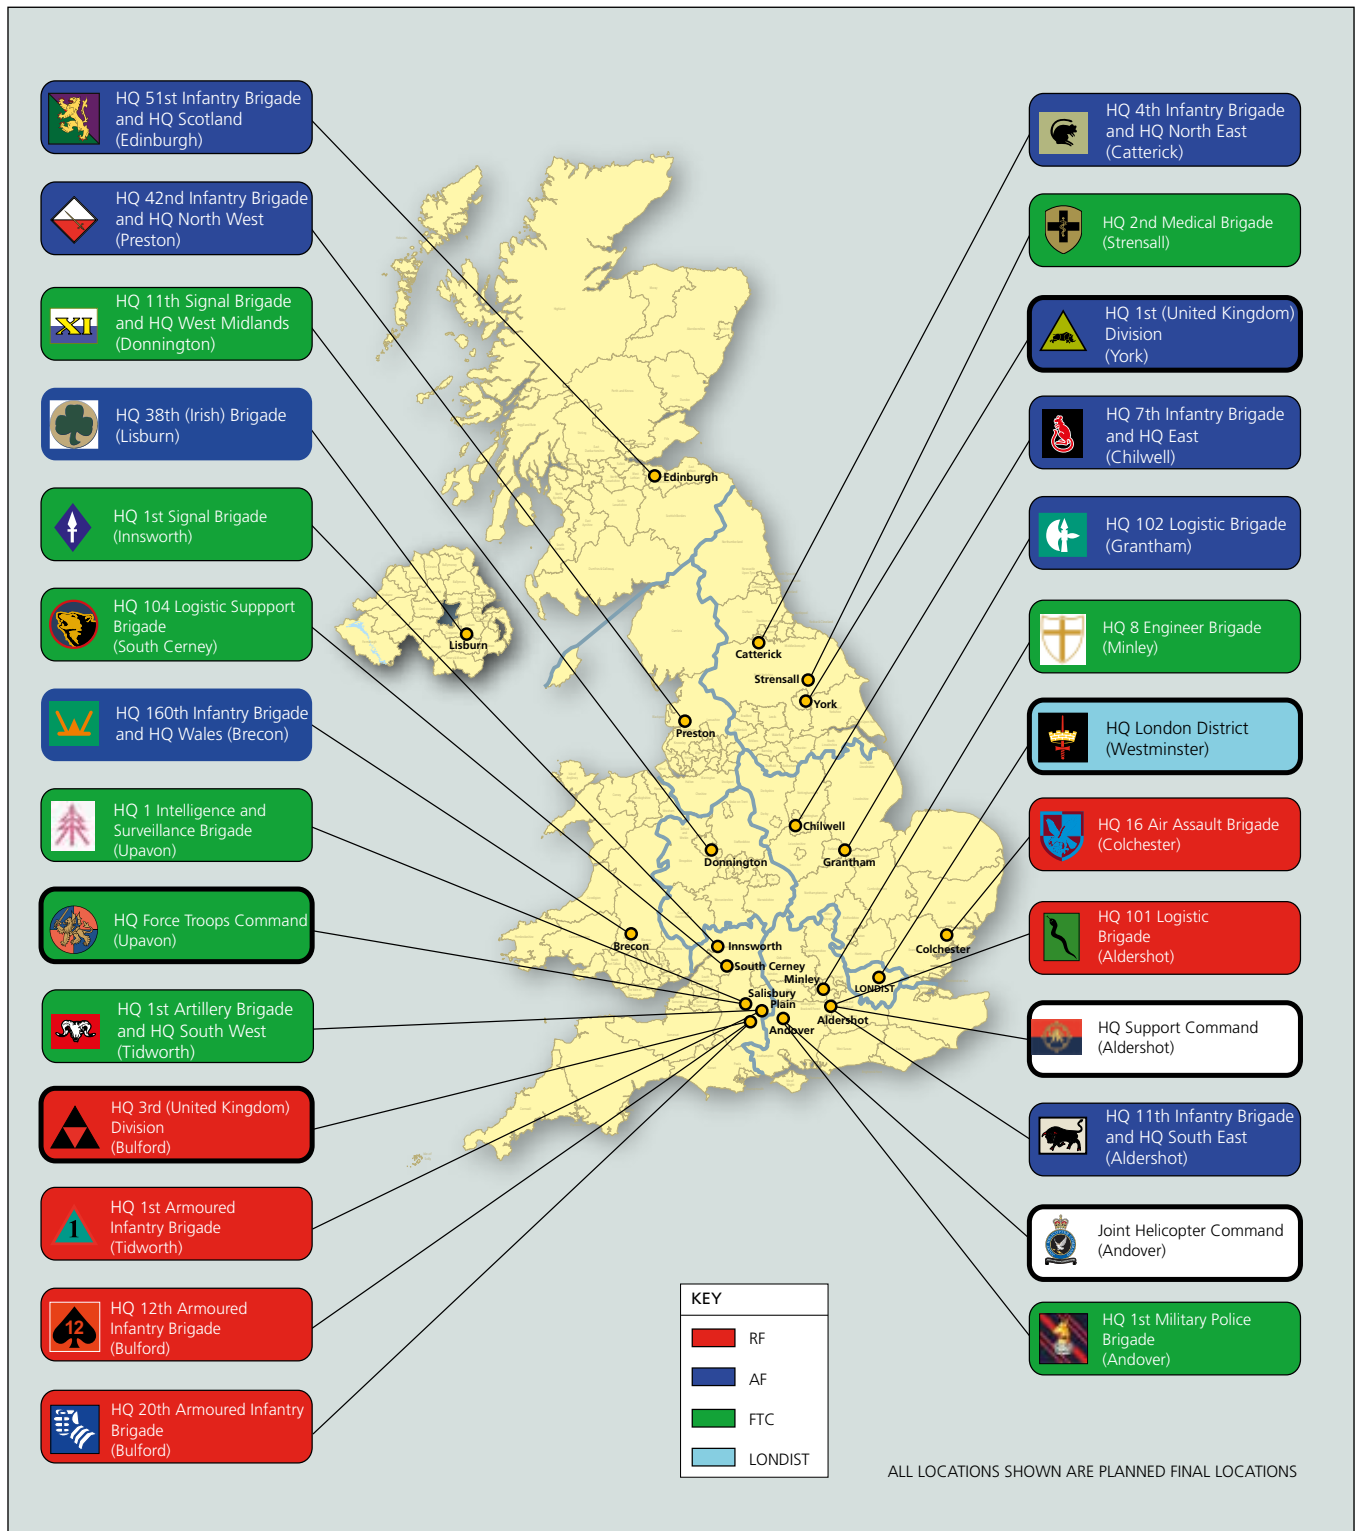 HQ 51st Infantry Brigade
and HQ Scotland
(Edinburgh)
HQ 42nd Infantry Brigade
and HQ North West
(Preston)
XI
HQ 11th Signal Brigade
and HQ West Midlands
(Donnington)
HQ 38th (Irish) Brigade
(Lisburn)
HQ 1st Signal Brigade
(Innsworth)
HQ 104 Logistic Suppport
Brigade
(South Cerney)
HQ 160th Infantry Brigade
and HQ Wales (Brecon)
HQ 1 Intelligence and
Surveillance Brigade
(Upavon)
HQ Force Troops Command
(Upavon)
HQ 1st Artillery Brigade
and HQ South West
(Tidworth)
HQ 3rd (United Kingdom)
Division
(Bulford)
1
HQ 1st Armoured
Infantry Brigade
(Tidworth)
12
HQ 12th Armoured
Infantry Brigade
(Bulford)
HQ 20th Armoured Infantry
Brigade
(Bulford)
Edinburgh
Lisburn
Catterick
Strensall
York
Preston
Chilwell
Donnington
Grantham
Brecon
Innsworth
South Cerney
Colchester
Minley
LONDIST
Salisbury
Plain
Aldershot
Andover
HQ 4th Infantry Brigade
and HQ North East
(Catterick)
HQ 2nd Medical Brigade
(Strensall)
HQ 1st (United Kingdom)
Division
(York)
HQ 7th Infantry Brigade
and HQ East
(Chilwell)
HQ 102 Logistic Brigade
(Grantham)
HQ 8 Engineer Brigade
(Minley)
HQ London District
(Westminster)
HQ 16 Air Assault Brigade
(Colchester)
HQ 101 Logistic
Brigade
(Aldershot)
HQ Support Command
(Aldershot)
HQ 11th Infantry Brigade
and HQ South East
(Aldershot)
Joint Helicopter Command
(Andover)
HQ 1st Military Police
Brigade
(Andover)
KEY
RF
AF
FTC
LONDIST
ALL LOCATIONS SHOWN ARE PLANNED FINAL LOCATIONS